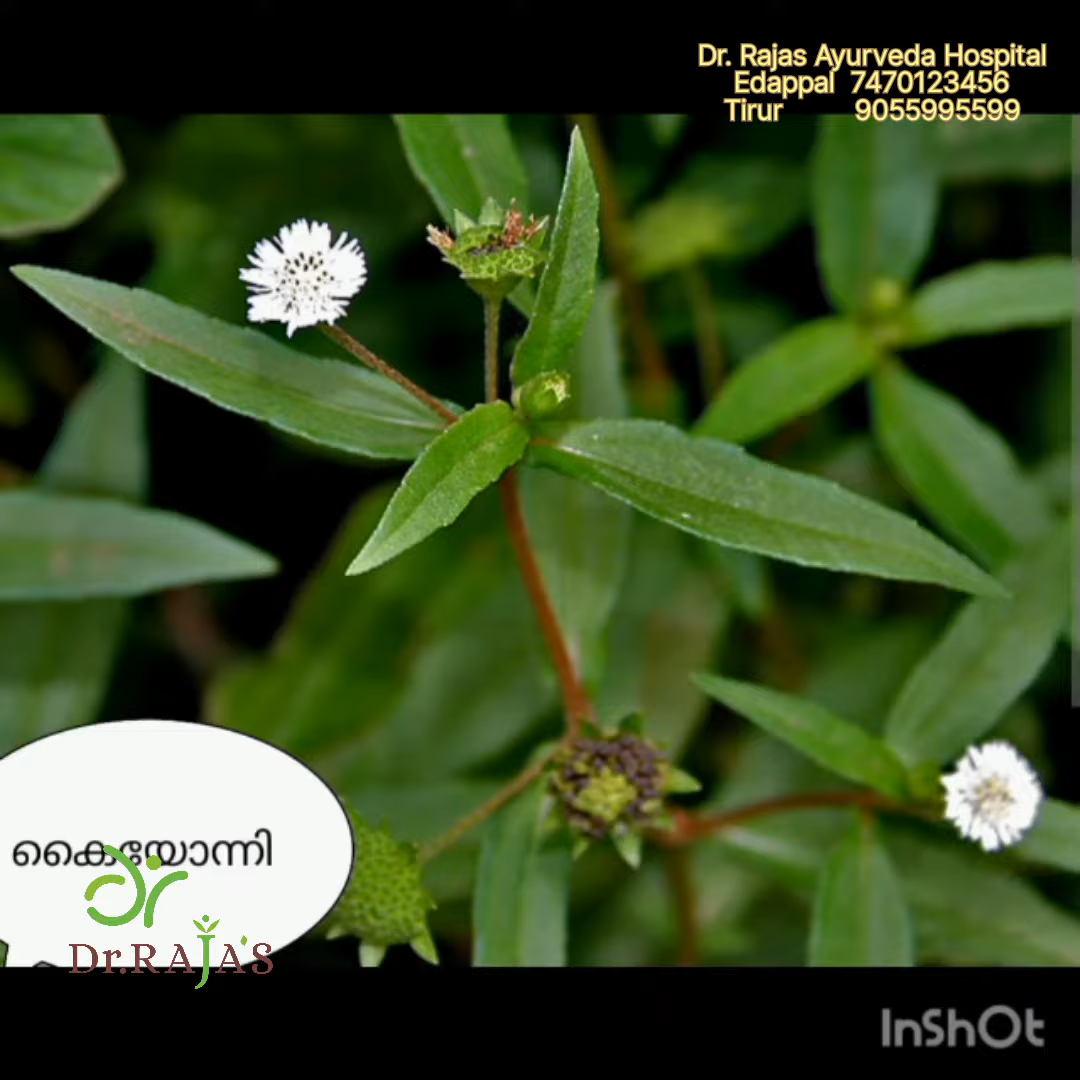 Dr. Rajas Ayurveda Hospital
Edappal 7470123456
Tirur 9055995599
കൈയോന്നി
Dr.RAJA'S
InShOt